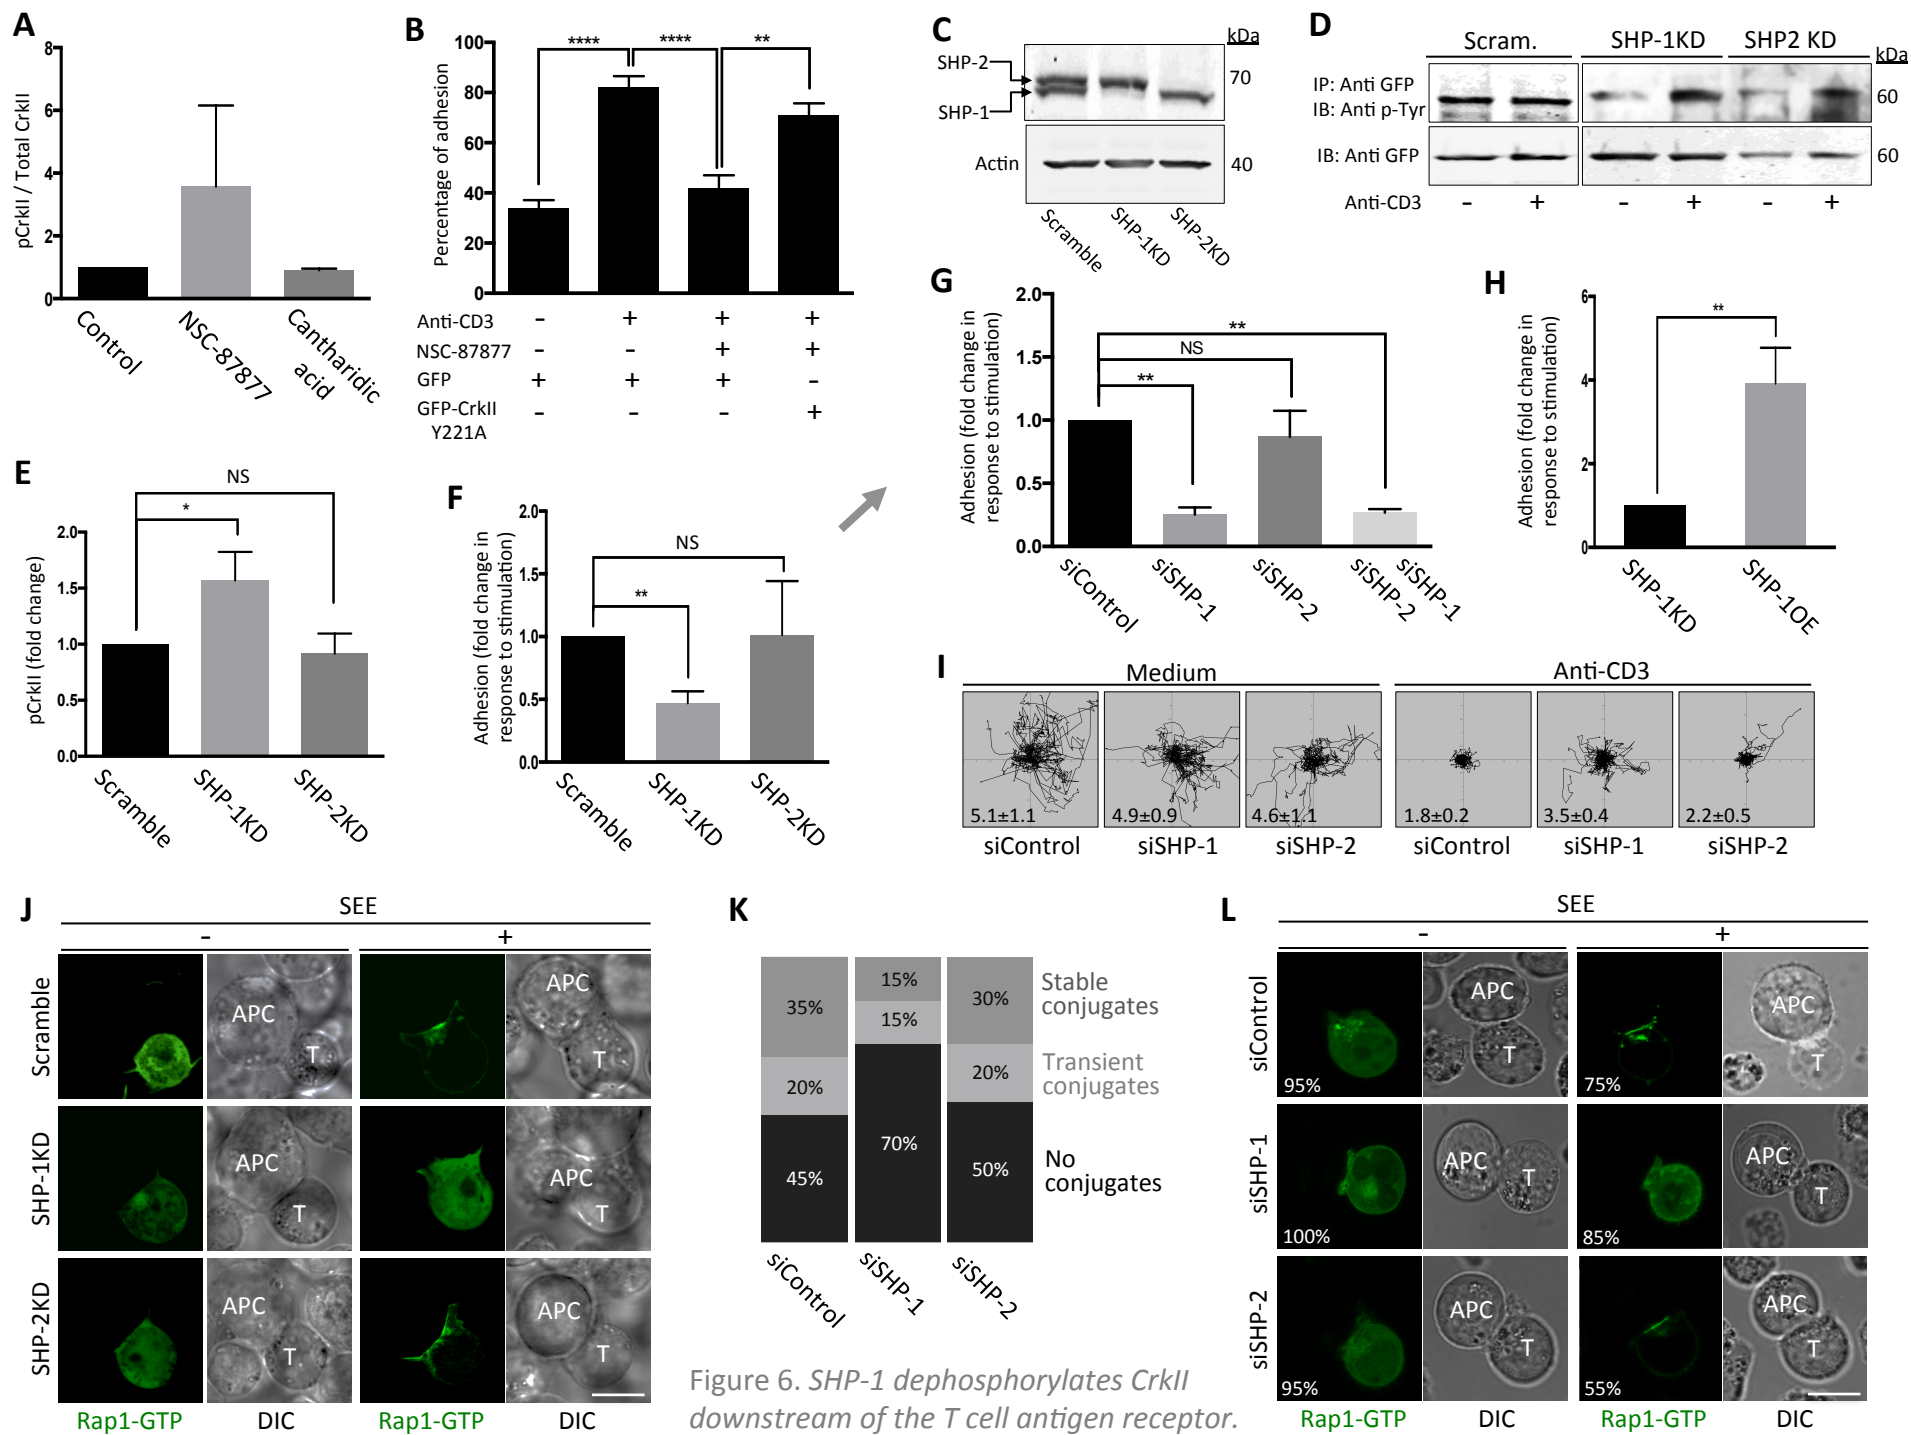 A
8
6
4
2
0
pCrkII / Total CrkII
Control
NSC-87877
Cantharidic
acid
B
100
80
60
40
20
0
Percentage of adhesion
****
****
**
Anti-CD3 - + + +
NSC-87877 - - + +
GFP + + + -
GFP-CrkII - - - +
Y221A
C
kDa
SHP-2
70
SHP-1
Actin
40
Scramble
SHP-1KD
SHP-2KD
D
Scram. SHP-1KD SHP2 KD
kDa
IP: Anti GFP
IB: Anti p-Tyr
60
IB: Anti GFP
60
Anti-CD3 - + - + - +
E
NS
*
2.0
1.5
1.0
0.5
0.0
pCrkII (fold change)
Scramble
SHP-1KD
SHP-2KD
F
NS
**
2.0
1.5
1.0
0.5
0.0
Adhesion (fold change in
response to stimulation)
Scramble
SHP-1KD
SHP-2KD
G
2.0
1.5
1.0
0.5
0.0
Adhesion (fold change in
response to stimulation)
**
NS
**
siControl
siSHP-1
siSHP-2
siSHP-2
siSHP-1
H
6
4
2
0
Adhesion (fold change in
response to stimulation)
**
SHP-1KD
SHP-1OE
I
Medium
Anti-CD3
5.1±1.1
4.9±0.9
4.6±1.1
1.8±0.2
3.5±0.4
2.2±0.5
siControl siSHP-1 siSHP-2 siControl siSHP-1 siSHP-2
J
SEE
- +
Scramble
APC
T
APC
T
SHP-1KD
APC
T
APC
T
SHP-2KD
APC
T
APC
T
Rap1-GTP DIC Rap1-GTP DIC
K
35%
20%
45%
15%
15%
70%
30%
20%
50%
Stable
conjugates
Transient
conjugates
No
conjugates
siControl
siSHP-1
siSHP-2
L
SEE
- +
siControl
95%
APC
T
75%
APC
T
siSHP-1
100%
APC
T
85%
APC
T
siSHP-2
95%
APC
T
55%
APC
T
Rap1-GTP DIC Rap1-GTP DIC
Figure 6. SHP-1 dephosphorylates CrkII
downstream of the T cell antigen receptor.